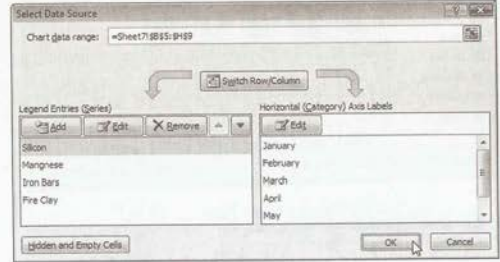 Select Data Source
Chart data range: =Sheet7!$B$5:$H$9
Switch Row/Column
Legend Entries (Series)
Add Edit Remove
Silicon
Mangnese
Iron Bars
Fire Clay
Horizontal (Category) Axis Labels
Edit
January
February
March
April
May
Hidden and Empty Cells
OK Cancel